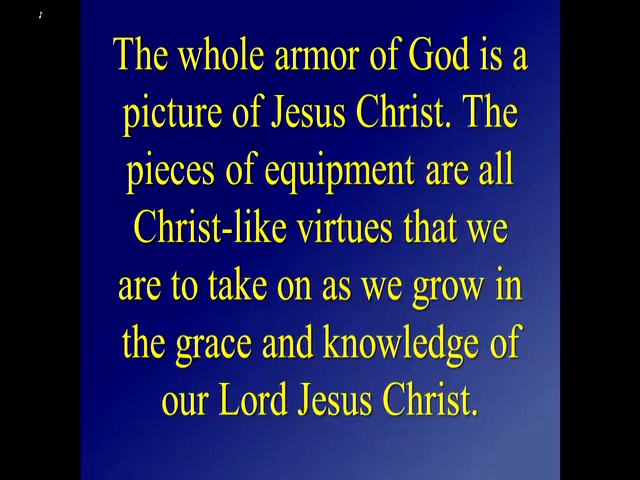 The whole armor of God is a
picture of Jesus Christ. The
pieces of equipment are all
Christ-like virtues that we
are to take on as we grow in
the grace and knowledge of
our Lord Jesus Christ.